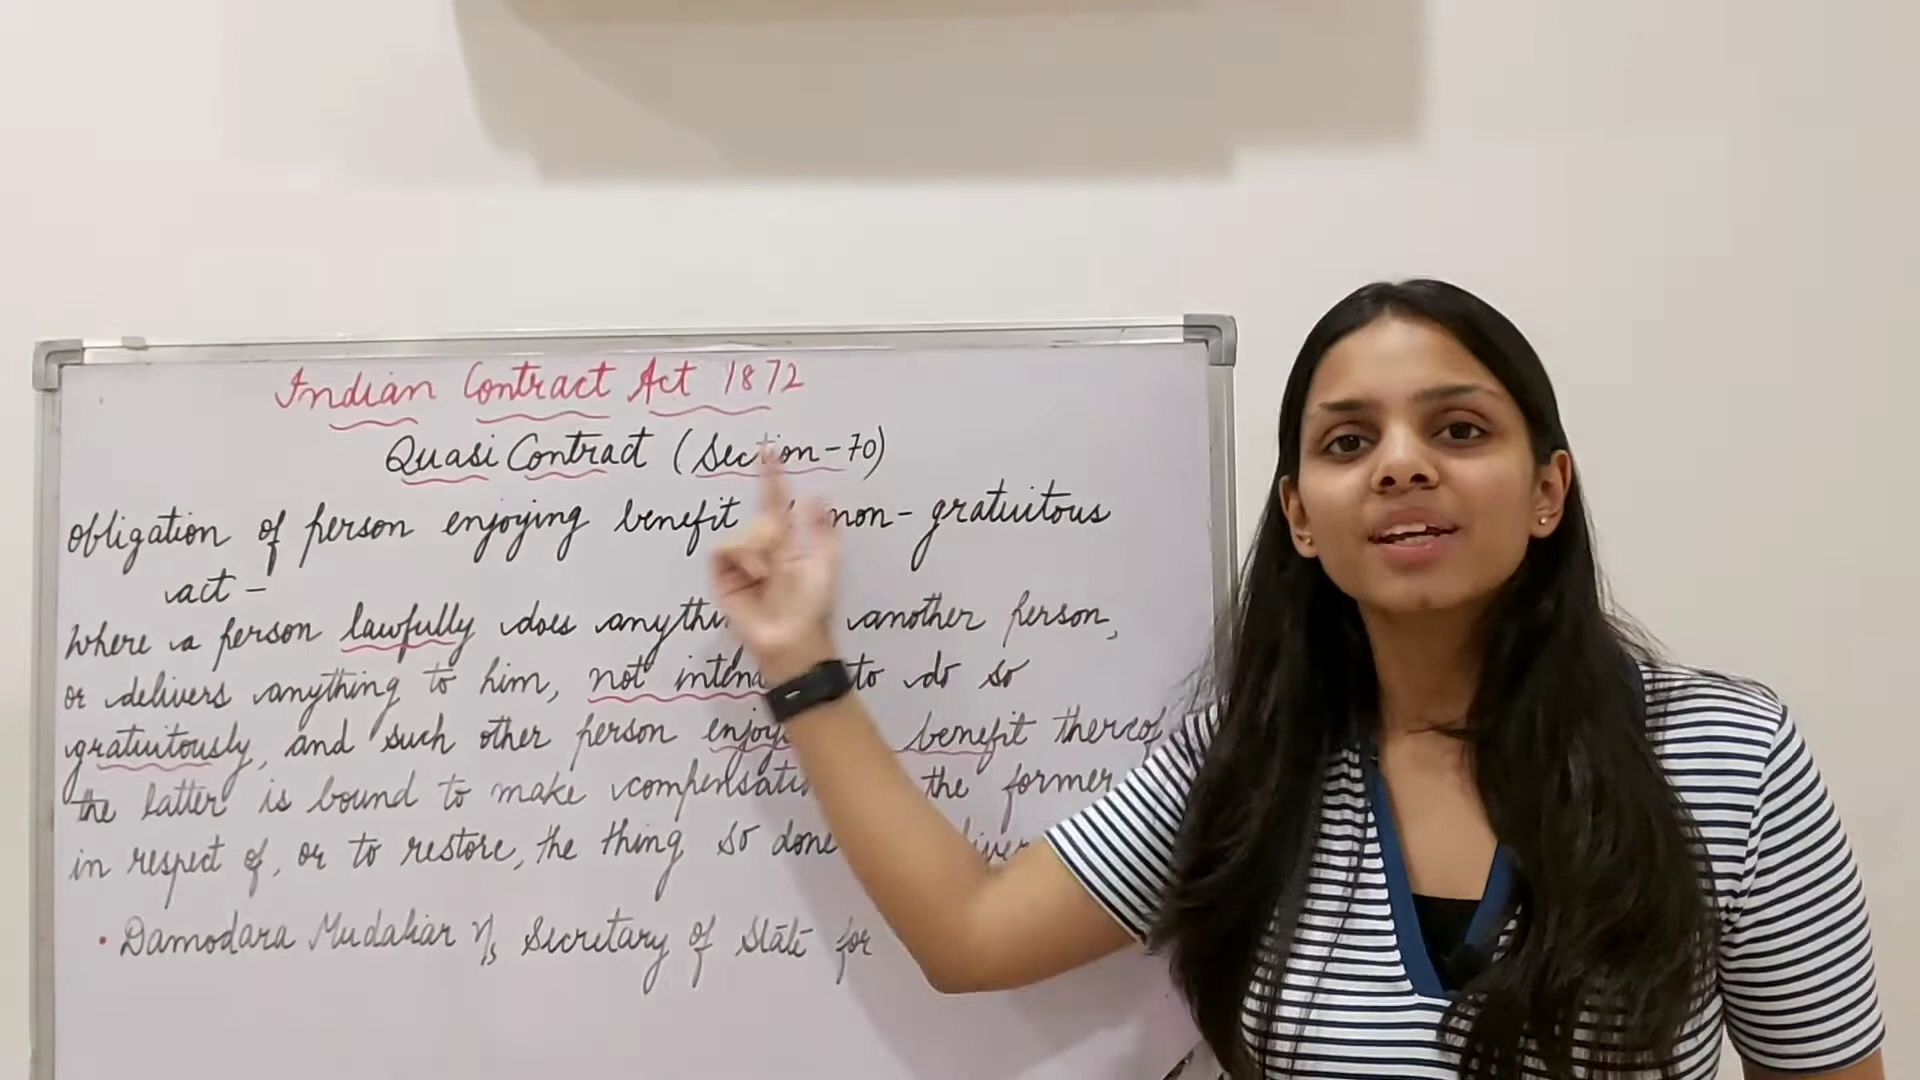 Indian Contract Act 1872
Quasi Contract (Section-70)
Obligation of person enjoying benefit non-gratuitous
act -
Where a person lawfully does another person,
or delivers anything to him, not to do so
gratuitously, and such other person benefit thereof
the latter is bound to make the former
in respect of, or to restore, the thing so done
• Damodara Mudaliar v/s Secretary of State for